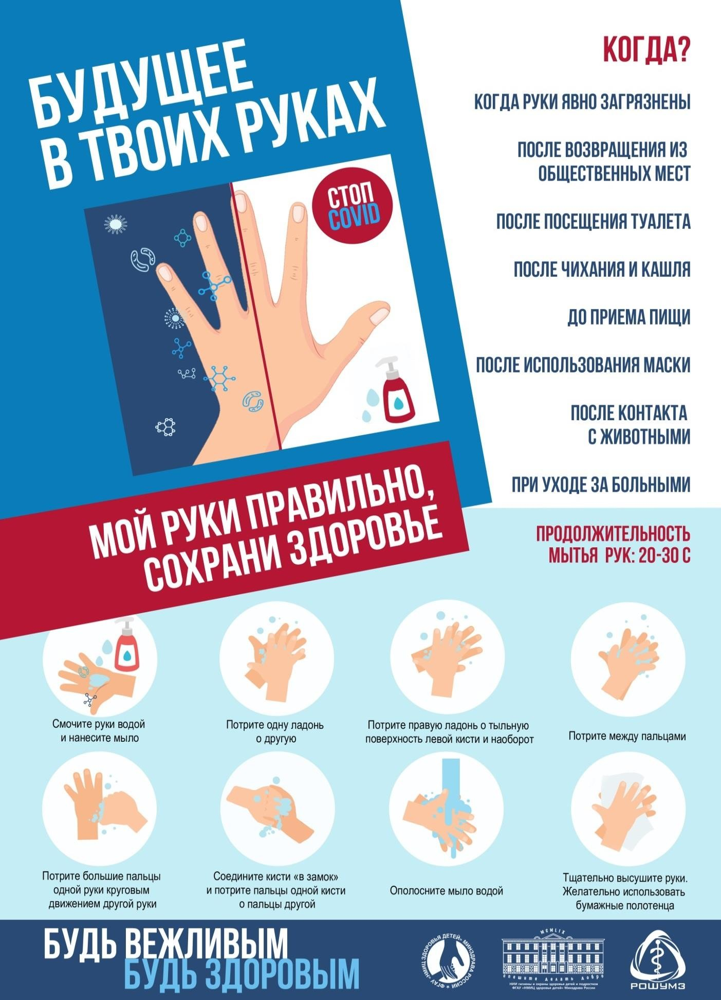 БУДУЩЕЕ
В ТВОИХ РУКАХ
СТОП
COVID
МОЙ РУКИ ПРАВИЛЬНО,
СОХРАНИ ЗДОРОВЬЕ
КОГДА?
КОГДА РУКИ ЯВНО ЗАГРЯЗНЕНЫ
ПОСЛЕ ВОЗВРАЩЕНИЯ ИЗ
ОБЩЕСТВЕННЫХ МЕСТ
ПОСЛЕ ПОСЕЩЕНИЯ ТУАЛЕТА
ПОСЛЕ ЧИХАНИЯ И КАШЛЯ
ДО ПРИЕМА ПИЩИ
ПОСЛЕ ИСПОЛЬЗОВАНИЯ МАСКИ
ПОСЛЕ КОНТАКТА
С ЖИВОТНЫМИ
ПРИ УХОДЕ ЗА БОЛЬНЫМИ
ПРОДОЛЖИТЕЛЬНОСТЬ
МЫТЬЯ РУК: 20-30 С
Смочите руки водой
и нанесите мыло
Потрите одну ладонь
о другую
Потрите правую ладонь о тыльную
поверхность левой кисти и наоборот
Потрите между пальцами
Потрите большие пальцы
одной руки круговым
движением другой руки
Соедините кисти «в замок»
и потрите пальцы одной кисти
о пальцы другой
Ополосните мыло водой
Тщательно высушите руки.
Желательно использовать
бумажные полотенца
БУДЬ ВЕЖЛИВЫМ
БУДЬ ЗДОРОВЫМ
ФГАУ «НМИЦ ЗДОРОВЬЯ ДЕТЕЙ» МИНЗДРАВА РОССИИ
MCMLIX
спешите делать добро
НИИ гигиены и охраны здоровья детей и подростков
ФГАУ «НМИЦ здоровья детей» Минздрава России
РОШУМЗ